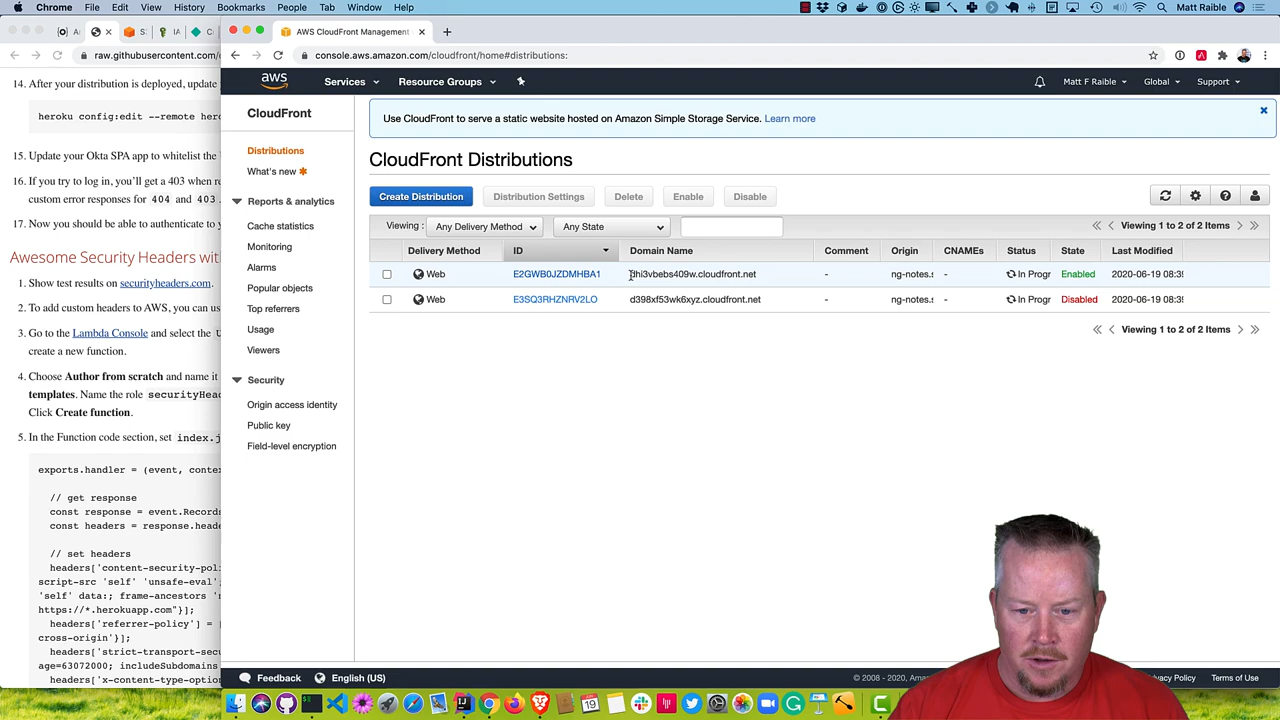 Chrome File Edit View History Bookmarks People Tab Window Help Matt Raible
raw.githubusercontent.com/
14. After your distribution is deployed, update
heroku config:edit --remote her
15. Update your Okta SPA app to whitelist the
16. If you try to log in, you'll get a 403 when re
custom error responses for 404 and 403.
17. Now you should be able to authenticate to y
Awesome Security Headers wit
1. Show test results on securityheaders.com.
2. To add custom headers to AWS, you can us
3. Go to the Lambda Console and select the
create a new function.
4. Choose Author from scratch and name it
templates. Name the role securityHea
Click Create function.
5. In the Function code section, set index.j
exports.handler = (event, contex
// get response
const response = event.Records
const headers = response.heade
// set headers
headers['content-security-pol
script-src 'self' 'unsafe-eval'
'self' data:; frame-ancestors 'n
https://*.herokuapp.com"}];
headers['referrer-policy'] = [
cross-origin'}];
headers['strict-transport-secu
age=63072000; includeSubdomains
headers['x-content-type-option
AWS CloudFront Management
console.aws.amazon.com/cloudfront/home#distributions:
aws Services Resource Groups Matt F Raible Global Support
CloudFront
Distributions
What's new
Reports & analytics
Cache statistics
Monitoring
Alarms
Popular objects
Top referrers
Usage
Viewers
Security
Origin access identity
Public key
Field-level encryption
Use CloudFront to serve a static website hosted on Amazon Simple Storage Service. Learn more
CloudFront Distributions
Create Distribution Distribution Settings Delete Enable Disable
Viewing : Any Delivery Method Any State Viewing 1 to 2 of 2 Items
Delivery Method ID Domain Name Comment Origin CNAMEs Status State Last Modified
Web E2GWB0JZDMHBA1 dhi3vbebs409w.cloudfront.net - ng-notes.s - In Progr Enabled 2020-06-19 08:39
Web E3SQ3RHZNRV2LO d398xf53wk6xyz.cloudfront.net - ng-notes.s - In Progr Disabled 2020-06-19 08:39
Viewing 1 to 2 of 2 Items
Feedback English (US) © 2008 - 2020, Amaz
ivacy Policy Terms of Use
19